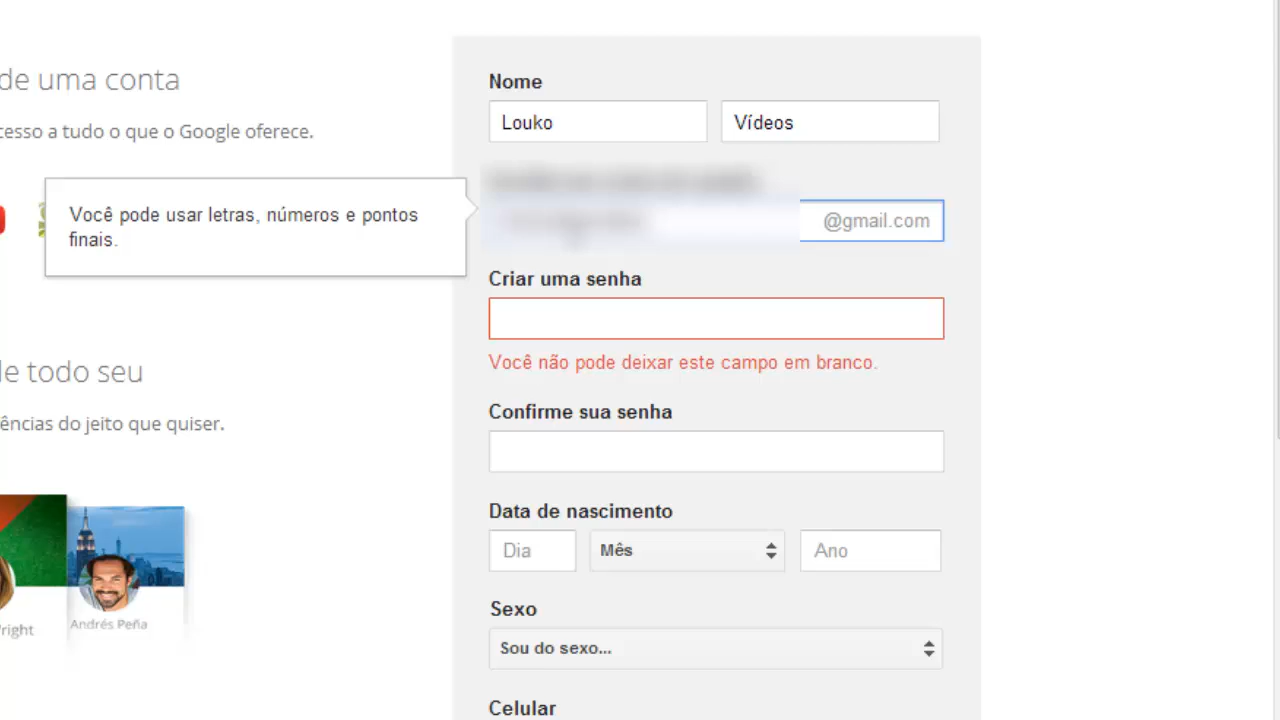 de uma conta
cesso a tudo o que o Google oferece.
Você pode usar letras, números e pontos
finais.
de todo seu
ências do jeito que quiser.
Andrés Peña
Nome
Louko
Vídeos
@gmail.com
Criar uma senha
Você não pode deixar este campo em branco.
Confirme sua senha
Data de nascimento
Dia
Mês
Ano
Sexo
Sou do sexo...
Celular